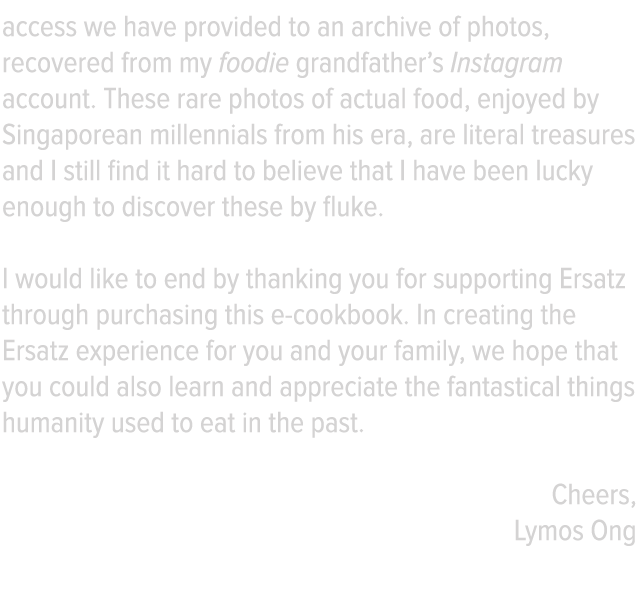 access we have provided to an archive of photos,
recovered from my foodie grandfather’s Instagram
account. These rare photos of actual food, enjoyed by
Singaporean millennials from his era, are literal treasures
and I still find it hard to believe that I have been lucky
enough to discover these by fluke.
I would like to end by thanking you for supporting Ersatz
through purchasing this e-cookbook. In creating the
Ersatz experience for you and your family, we hope that
you could also learn and appreciate the fantastical things
humanity used to eat in the past.
Cheers,
Lymos Ong